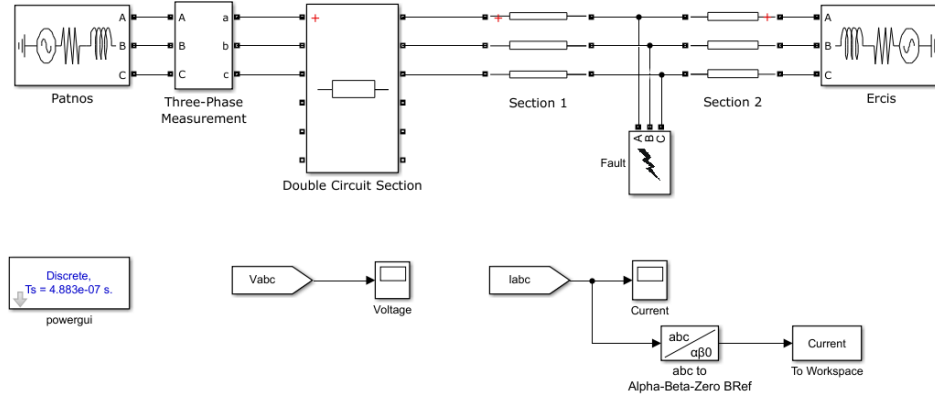 A
B
C
Patnos
A
B
C
a
b
c
Three-Phase
Measurement
Double Circuit Section
Section 1
Section 2
A
B
C
Ercis
A
B
C
Fault
Discrete,
Ts = 4.883e-07 s.
powergui
Vabc
Voltage
Iabc
Current
abc
αβ0
abc to
Alpha-Beta-Zero BRef
Current
To Workspace